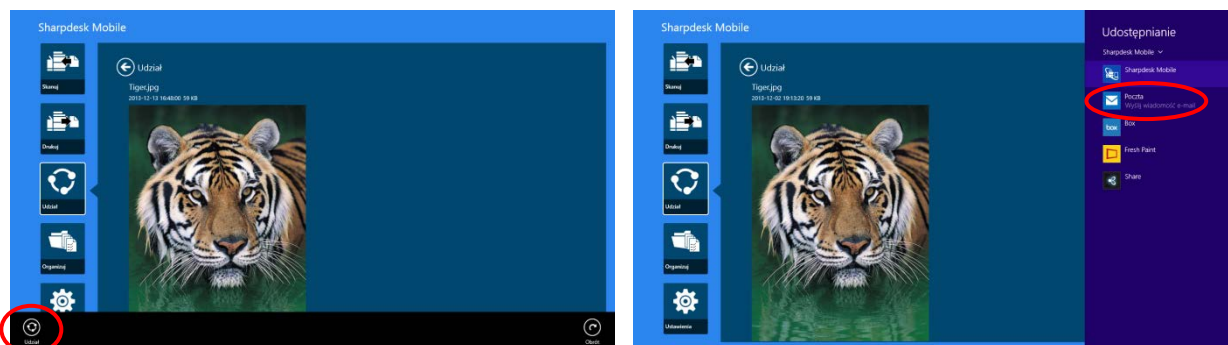 Sharpdesk Mobile
Skanuj
Drukuj
Udział
Organizuj
Udział
Tiger.jpg
2013-12-13 16:48:00 59 KB
Udział
Obrót
Sharpdesk Mobile
Skanuj
Drukuj
Udział
Organizuj
Ustawienia
Udział
Tiger.jpg
2013-12-02 19:13:20 59 KB
Udostępnianie
Sharpdesk Mobile
Sharpdesk Mobile
Poczta
Wyślij wiadomość e-mail
box
Box
Fresh Paint
Share